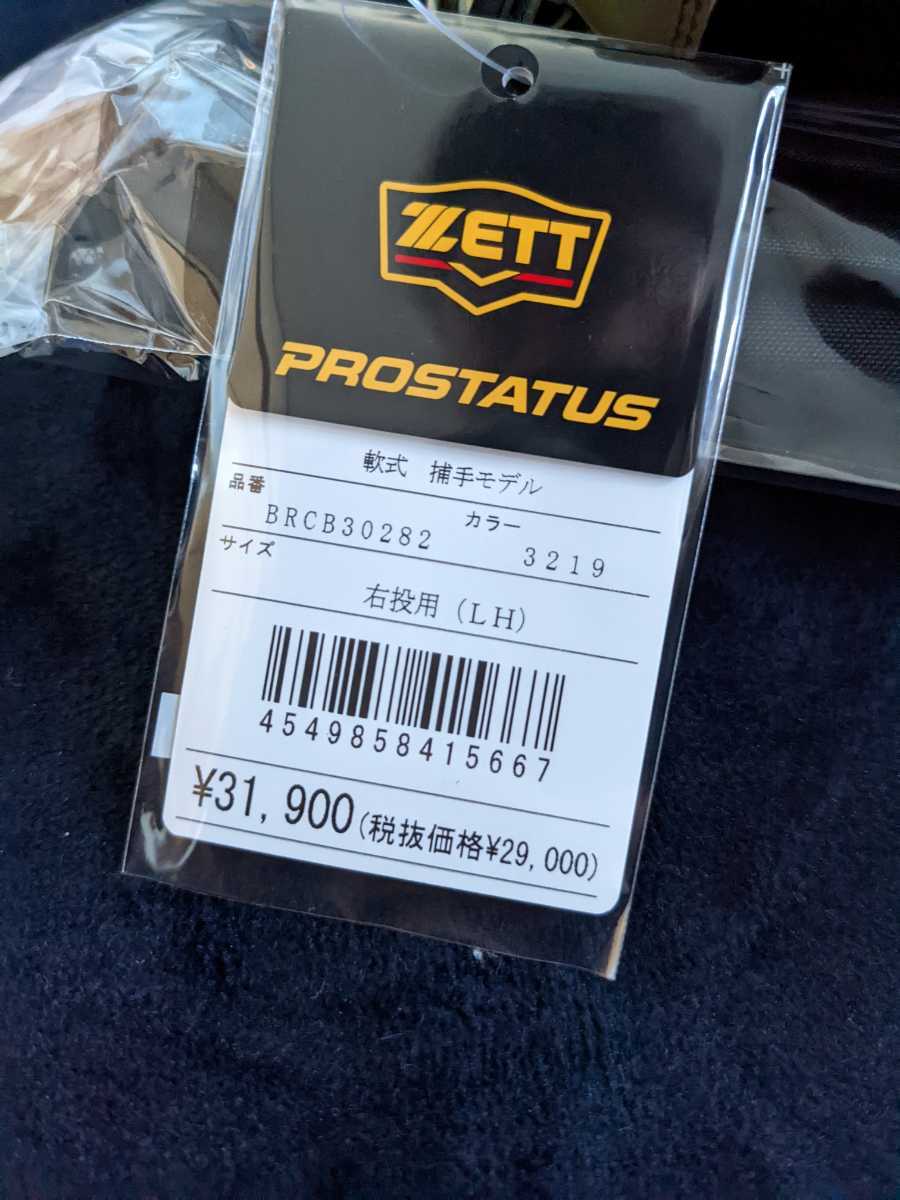 ZETT
PROSTATUS
軟式 捕手モデル
品番 BRCB30282 カラー 3219
サイズ
右投用(LH)
4549858415667
¥31,900(税抜価格¥29,000)